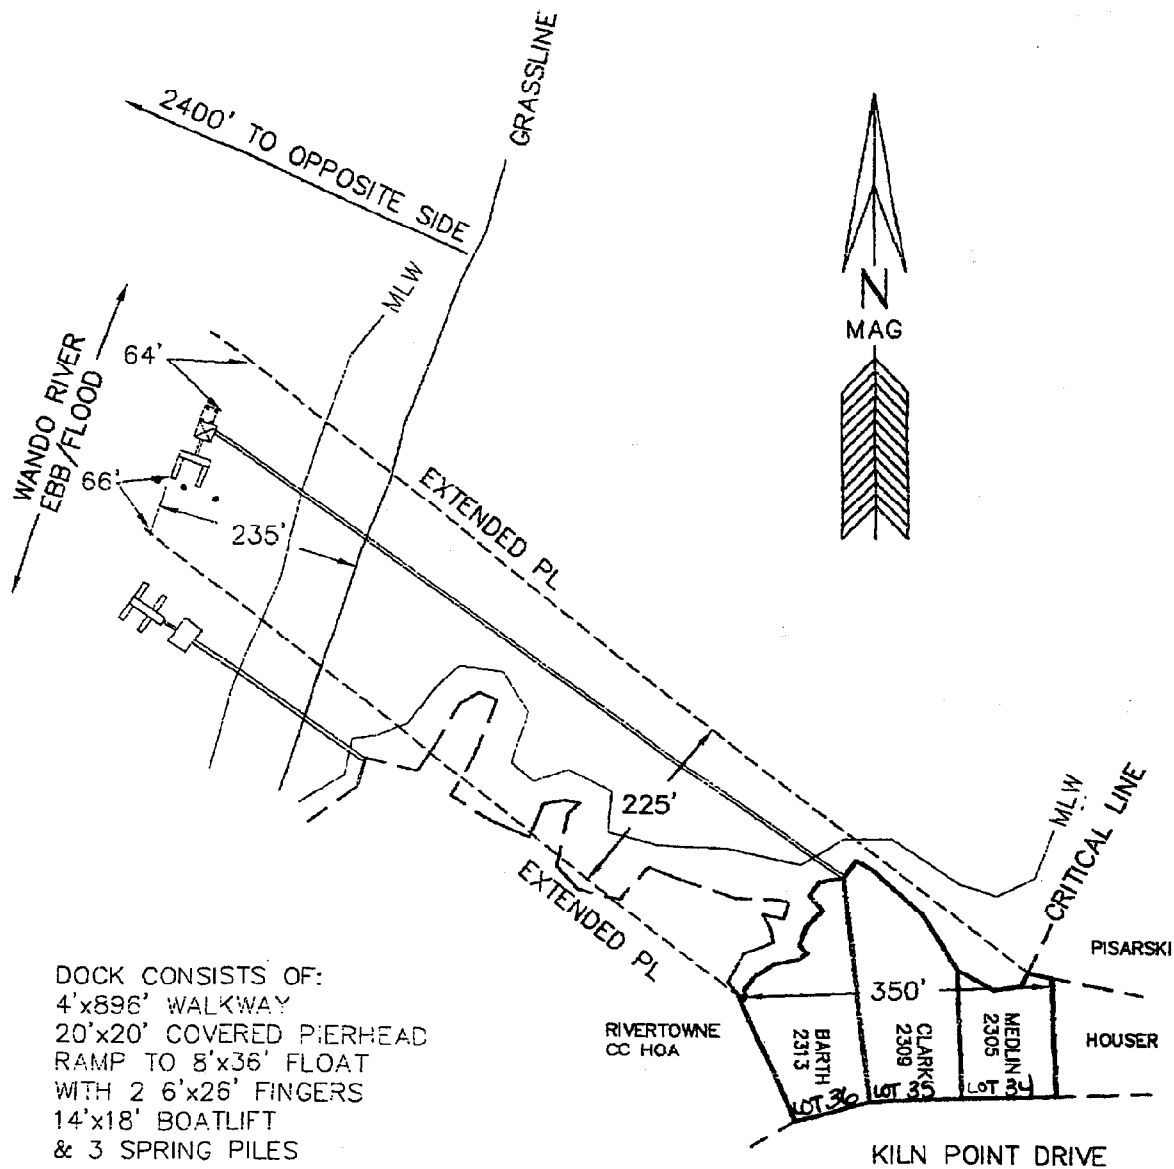 GRASSLINE
2400' TO OPPOSITE SIDE
MLW
N
MAG
64'
WANDO RIVER
EBB/FLOOD
66'
235'
EXTENDED PL
225'
EXTENDED PL
MLW
CRITICAL LINE
PISARSKI
350'
HOUSER
RIVERTOWNE
CC HOA
BARTH
2313
CLARK
2309
MEDLIN
2305
LOT 36
LOT 35
LOT 34
DOCK CONSISTS OF:
4'x896' WALKWAY
20'x20' COVERED PIERHEAD
RAMP TO 8'x36' FLOAT
WITH 2 6'x26' FINGERS
14'x18' BOATLIFT
& 3 SPRING PILES
KILN POINT DRIVE